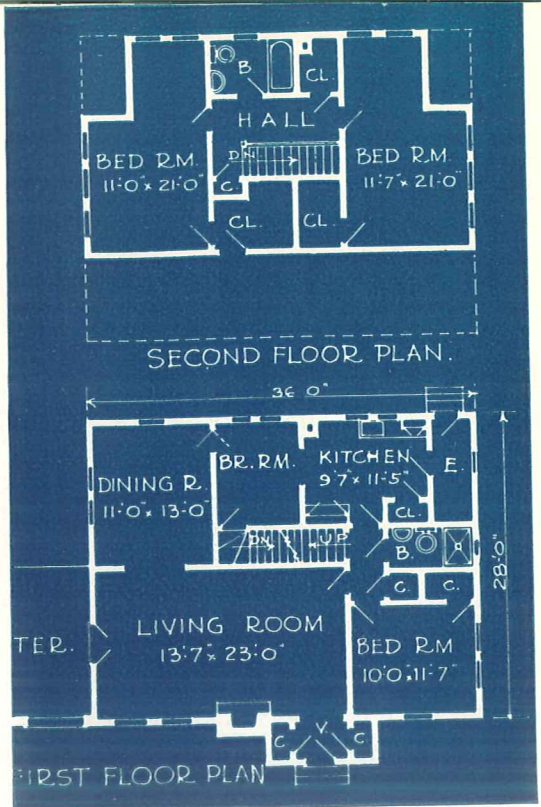 B
CL.
HALL
BED RM.
11'-0" x 21'-0"
DN.
BED RM.
11'-7" x 21'-0"
C.
CL.
CL.
SECOND FLOOR PLAN.
36'0"
DINING R.
11'-0" x 13'-0"
BR. RM.
KITCHEN
9'7" x 11'-5"
E.
CL.
DN.
UP
B
28'-0"
C.
C.
LIVING ROOM
13'-7" x 23'-0"
TER.
BED RM
10'0" x 11'-7"
C
V.
C
FIRST FLOOR PLAN